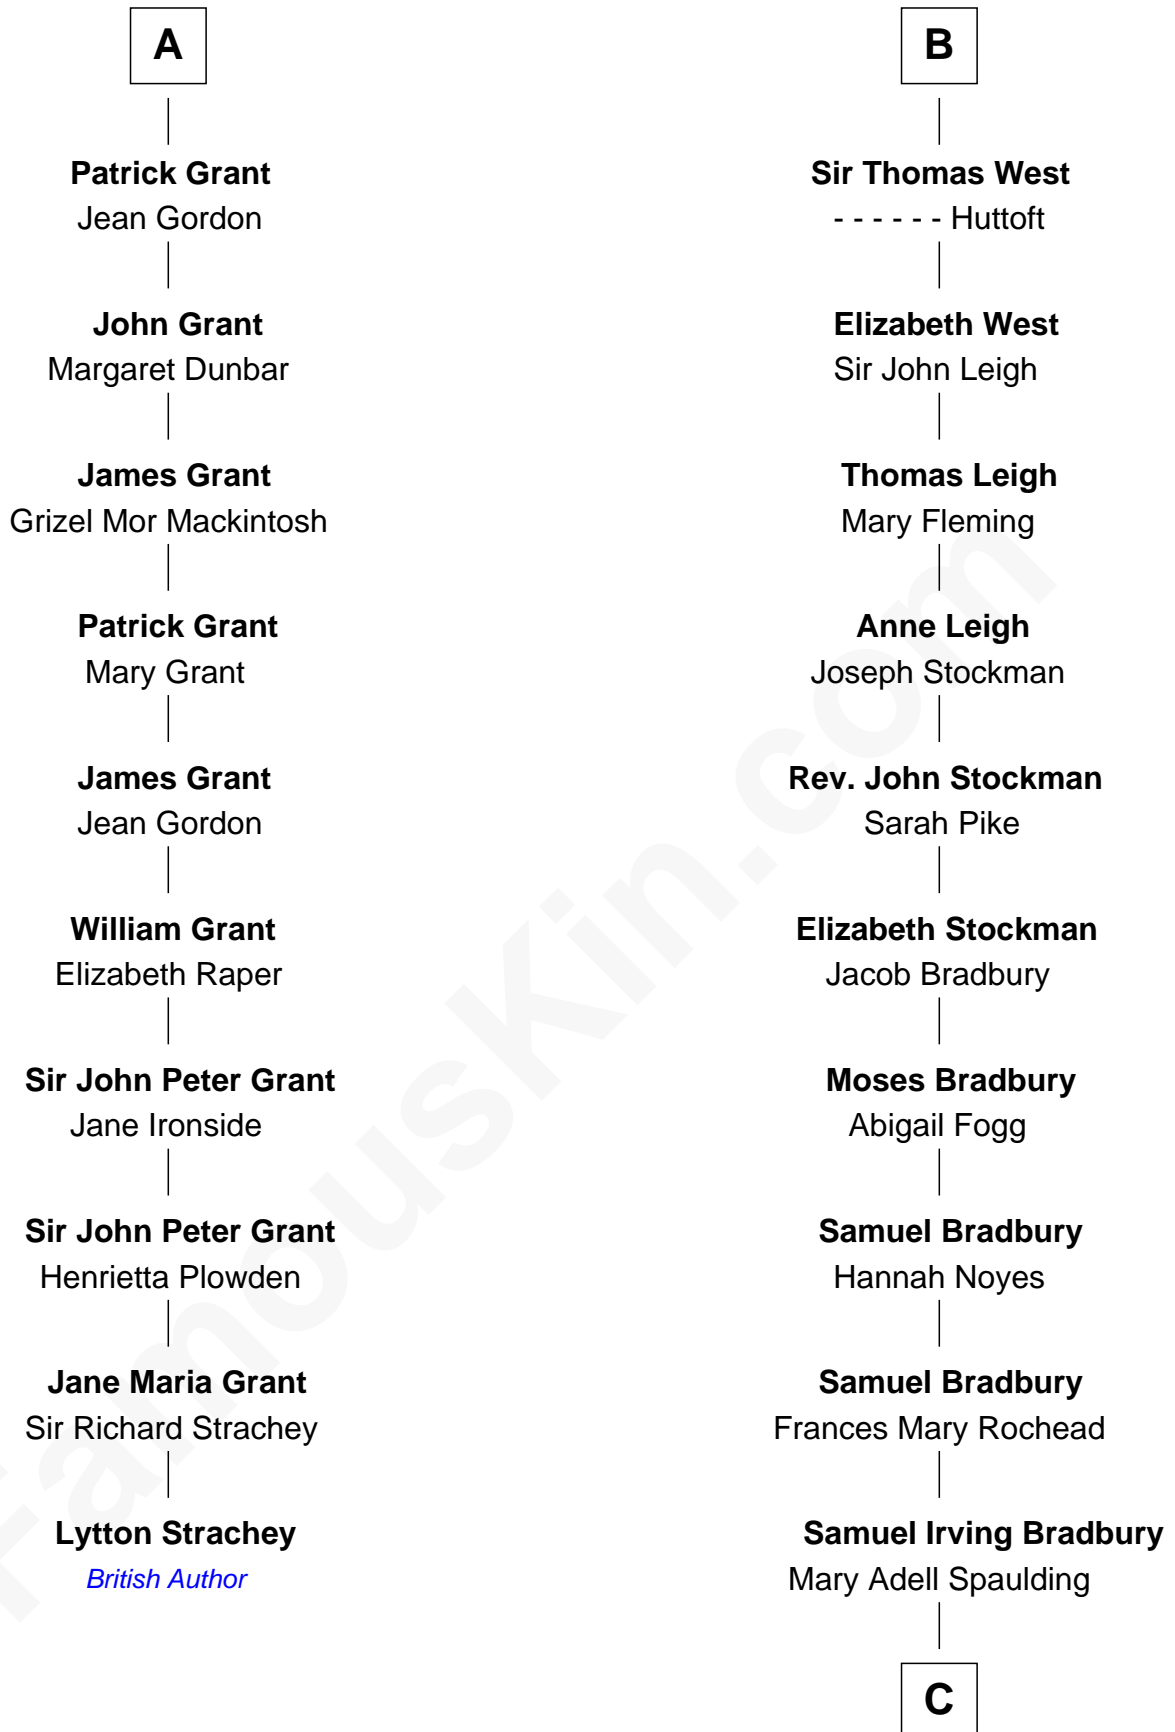 A
Patrick Grant
Jean Gordon
John Grant
Margaret Dunbar
James Grant
Grizel Mor Mackintosh
Patrick Grant
Mary Grant
James Grant
Jean Gordon
William Grant
Elizabeth Raper
Sir John Peter Grant
Jane Ironside
Sir John Peter Grant
Henrietta Plowden
Jane Maria Grant
Sir Richard Strachey
Lytton Strachey
British Author
B
Sir Thomas West
- - - - - - Huttoft
Elizabeth West
Sir John Leigh
Thomas Leigh
Mary Fleming
Anne Leigh
Joseph Stockman
Rev. John Stockman
Sarah Pike
Elizabeth Stockman
Jacob Bradbury
Moses Bradbury
Abigail Fogg
Samuel Bradbury
Hannah Noyes
Samuel Bradbury
Frances Mary Rochead
Samuel Irving Bradbury
Mary Adell Spaulding
C
FamousKin.com